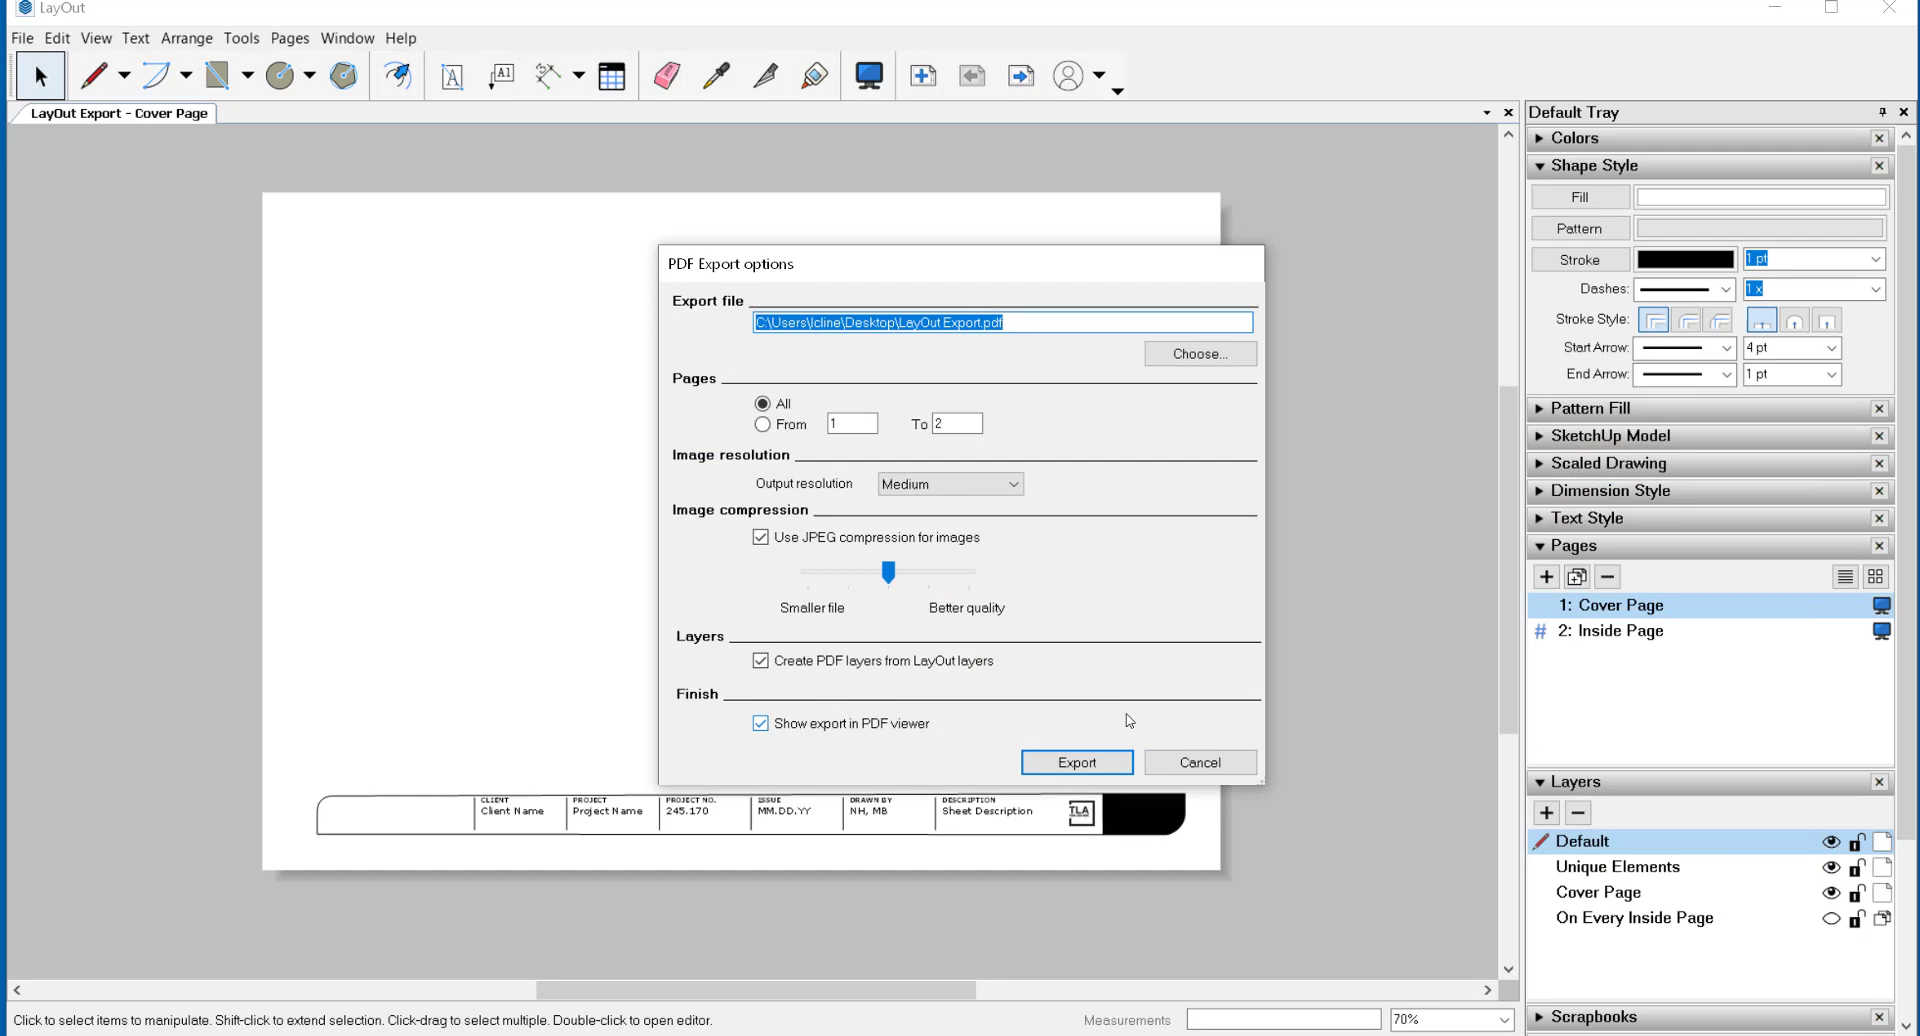 LayOut
File Edit View Text Arrange Tools Pages Window Help
A A1
LayOut Export - Cover Page
Default Tray
Colors
Shape Style
Fill
Pattern
Stroke 1 pt
Dashes: 1 x
Stroke Style:
Start Arrow: 4 pt
End Arrow: 1 pt
Pattern Fill
SketchUp Model
Scaled Drawing
Dimension Style
Text Style
Pages
1: Cover Page
# 2: Inside Page
Layers
Default
Unique Elements
Cover Page
On Every Inside Page
Scrapbooks
PDF Export options
Export file
C:\Users\lcline\Desktop\LayOut Export.pdf
Choose...
Pages
All
From 1 To 2
Image resolution
Output resolution Medium
Image compression
Use JPEG compression for images
Smaller file Better quality
Layers
Create PDF layers from LayOut layers
Finish
Show export in PDF viewer
Export Cancel
CLIENT PROJECT PROJECT NO. ISSUE DRAWN BY DESCRIPTION
Client Name Project Name 245.170 MM.DD.YY NH, MB Sheet Description TLA
Click to select items to manipulate. Shift-click to extend selection. Click-drag to select multiple. Double-click to open editor. Measurements 70%